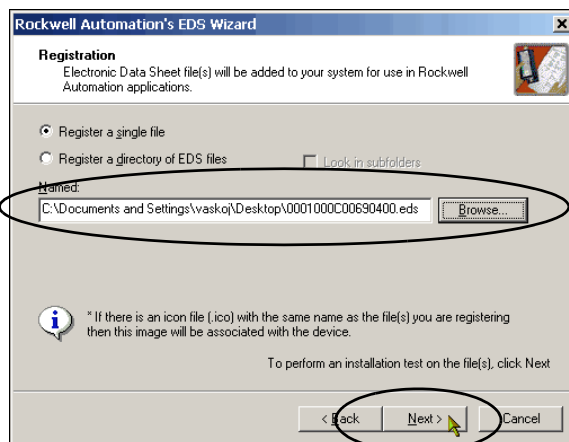 Rockwell Automation's EDS Wizard
Registration
Electronic Data Sheet file(s) will be added to your system for use in Rockwell
Automation applications.
Register a single file
Register a directory of EDS files
Look in subfolders
Named:
C:\Documents and Settings\vaskoj\Desktop\0001000C00690400.eds
Browse...
* If there is an icon file (.ico) with the same name as the file(s) you are registering
then this image will be associated with the device.
To perform an installation test on the file(s), click Next
< Back
Next >
Cancel